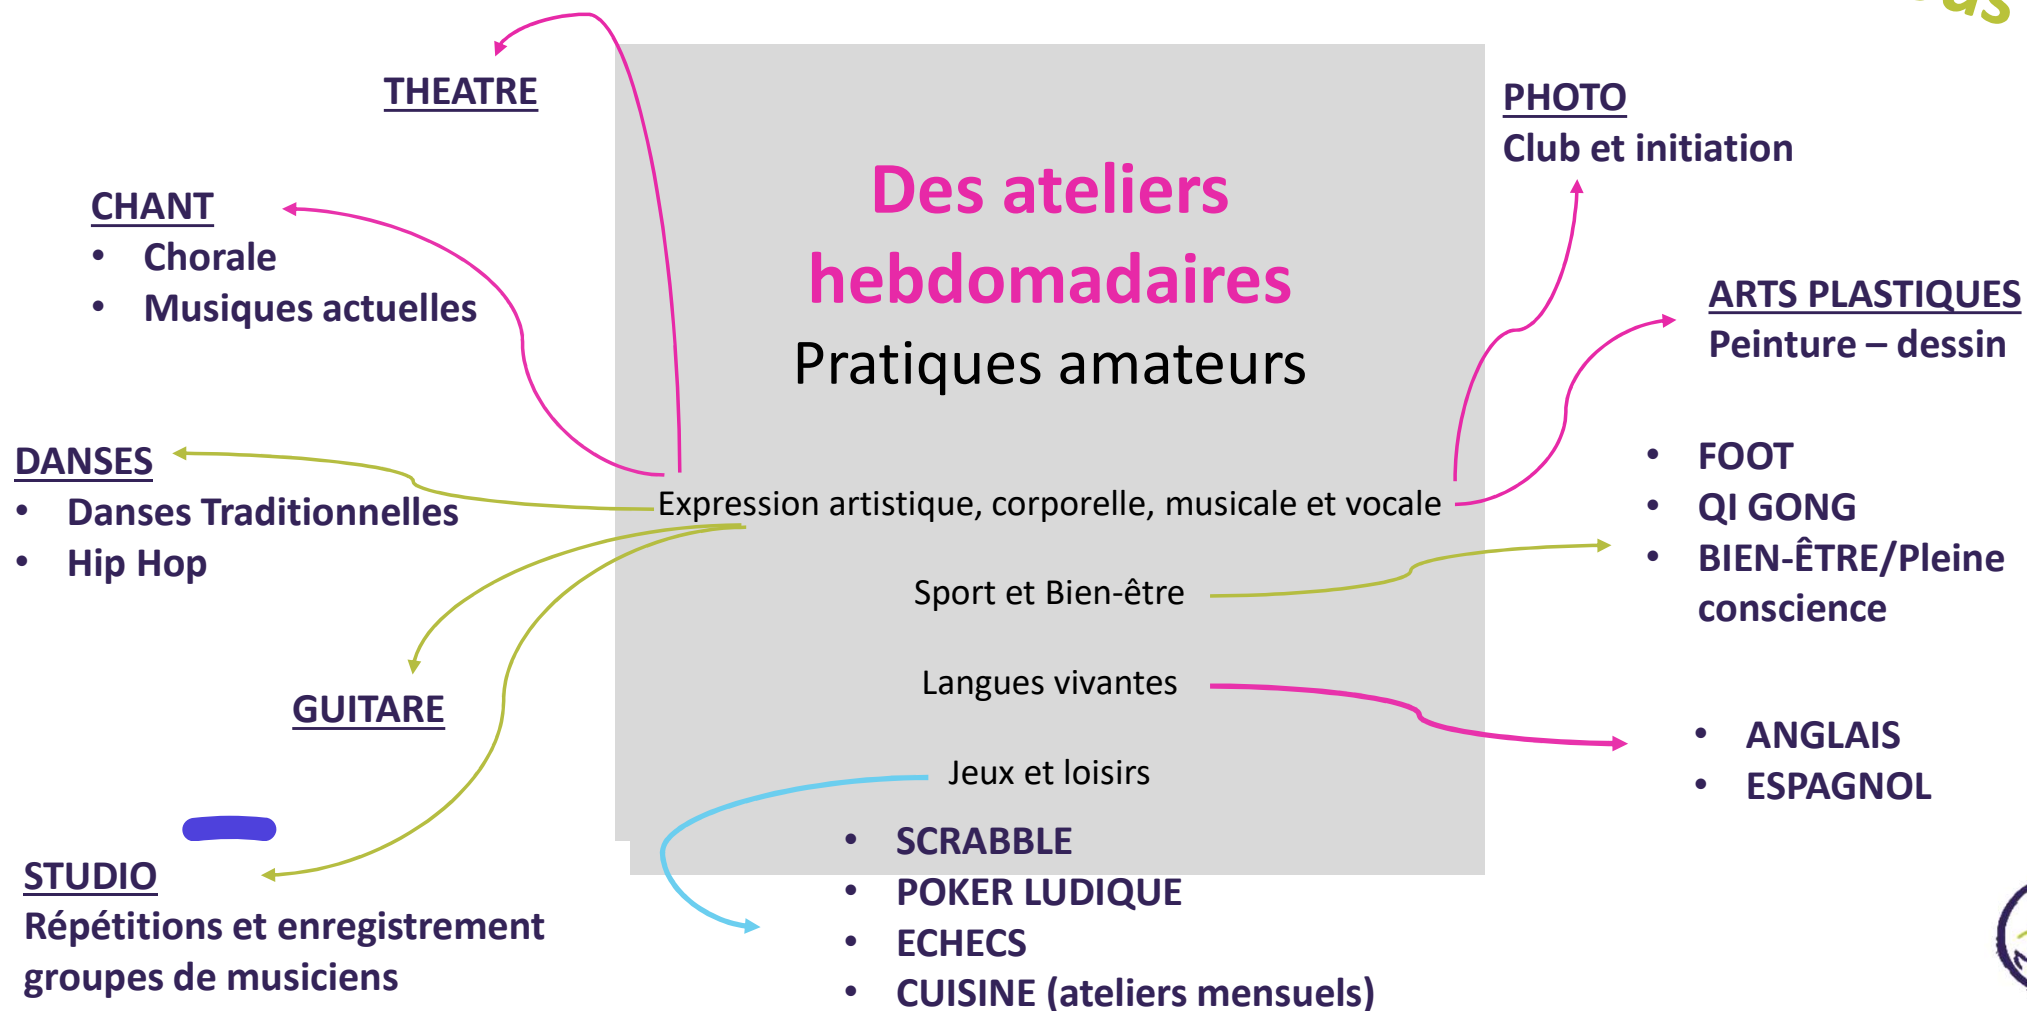 THEATRE
CHANT
• Chorale
• Musiques actuelles
DANSES
• Danses Traditionnelles
• Hip Hop
GUITARE
STUDIO
Répétitions et enregistrement
groupes de musiciens
Des ateliers
hebdomadaires
Pratiques amateurs
Expression artistique, corporelle, musicale et vocale
Sport et Bien-être
Langues vivantes
Jeux et loisirs
• SCRABBLE
• POKER LUDIQUE
• ECHECS
• CUISINE (ateliers mensuels)
PHOTO
Club et initiation
ARTS PLASTIQUES
Peinture – dessin
• FOOT
• QI GONG
• BIEN-ÊTRE/Pleine
conscience
• ANGLAIS
• ESPAGNOL